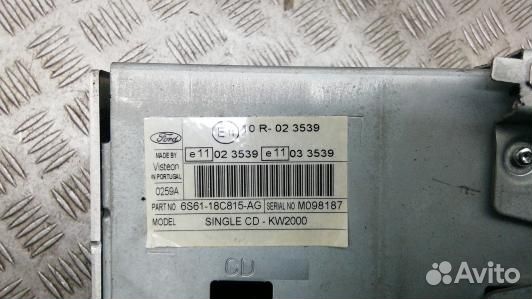 Ford
E11 10 R- 02 3539
MADE BY
Visteon
IN PORTUGAL
e11 02 3539 e11 03 3539
0259A
PART NO 6S61-18C815-AG SERIAL NO M098187
MODEL SINGLE CD - KW2000
CD
Avito